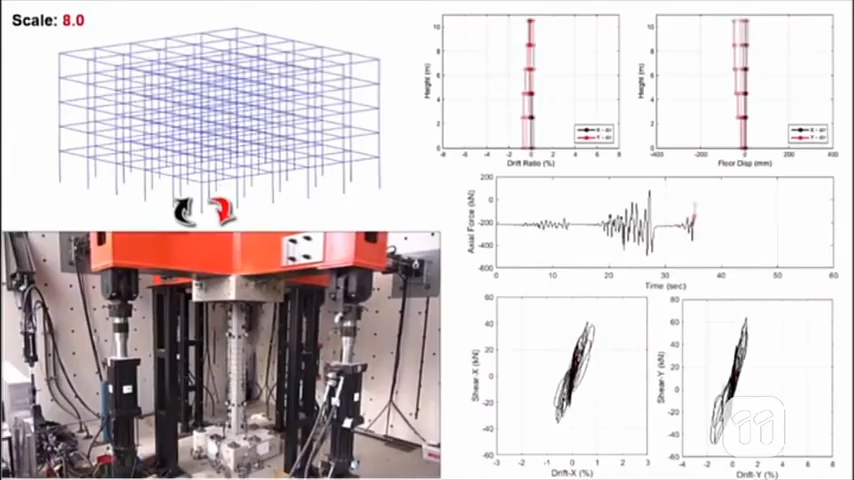 Scale: 8.0
Height (m)
10
8
6
4
2
0
-8 -6 -4 -2 0 2 4 6 8
Drift Ratio (%)
Height (m)
10
8
6
4
2
0
-400 -200 0 200 400
Floor Disp (mm)
Axial Force (kN)
200
0
-200
-400
-600
0 10 20 30 40 50 60
Time (sec)
Shear-X (kN)
60
40
20
0
-20
-40
-60
-3 -2 -1 0 1 2 3
Drift-X (%)
Shear-Y (kN)
80
60
40
20
0
-20
-40
-60
-4 -2 0 2 4 6 8
Drift-Y (%)